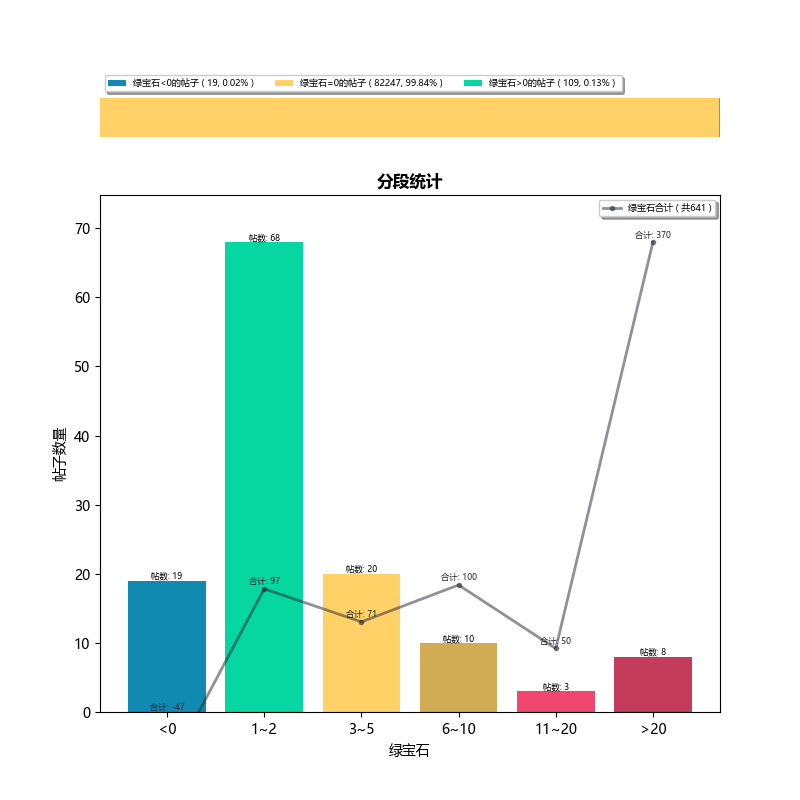 绿宝石<0的帖子 ( 19, 0.02% ) 绿宝石=0的帖子 ( 82247, 99.84% ) 绿宝石>0的帖子 ( 109, 0.13% )
分段统计
绿宝石合计 ( 共641 )
合计: 370
帖数: 68
帖数: 19
合计: 97
帖数: 20
合计: 71
合计: 100
帖数: 10
合计: 50
帖数: 3
帖数: 8
合计: -47
70
60
50
40
30
20
10
0
帖子数量
<0 1~2 3~5 6~10 11~20 >20
绿宝石